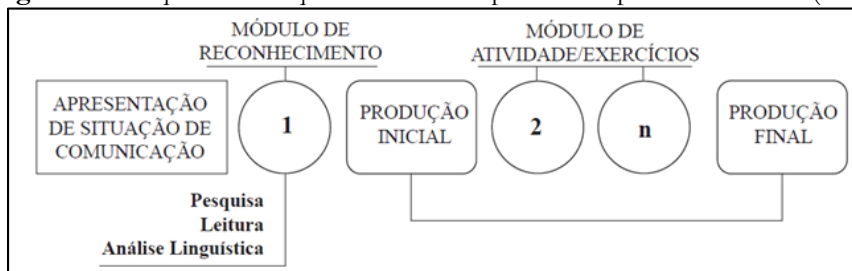 MÓDULO DE
RECONHECIMENTO
MÓDULO DE
ATIVIDADE/EXERCÍCIOS
APRESENTAÇÃO
DE SITUAÇÃO DE
COMUNICAÇÃO
1
PRODUÇÃO
INICIAL
2
n
PRODUÇÃO
FINAL
Pesquisa
Leitura
Análise Linguística